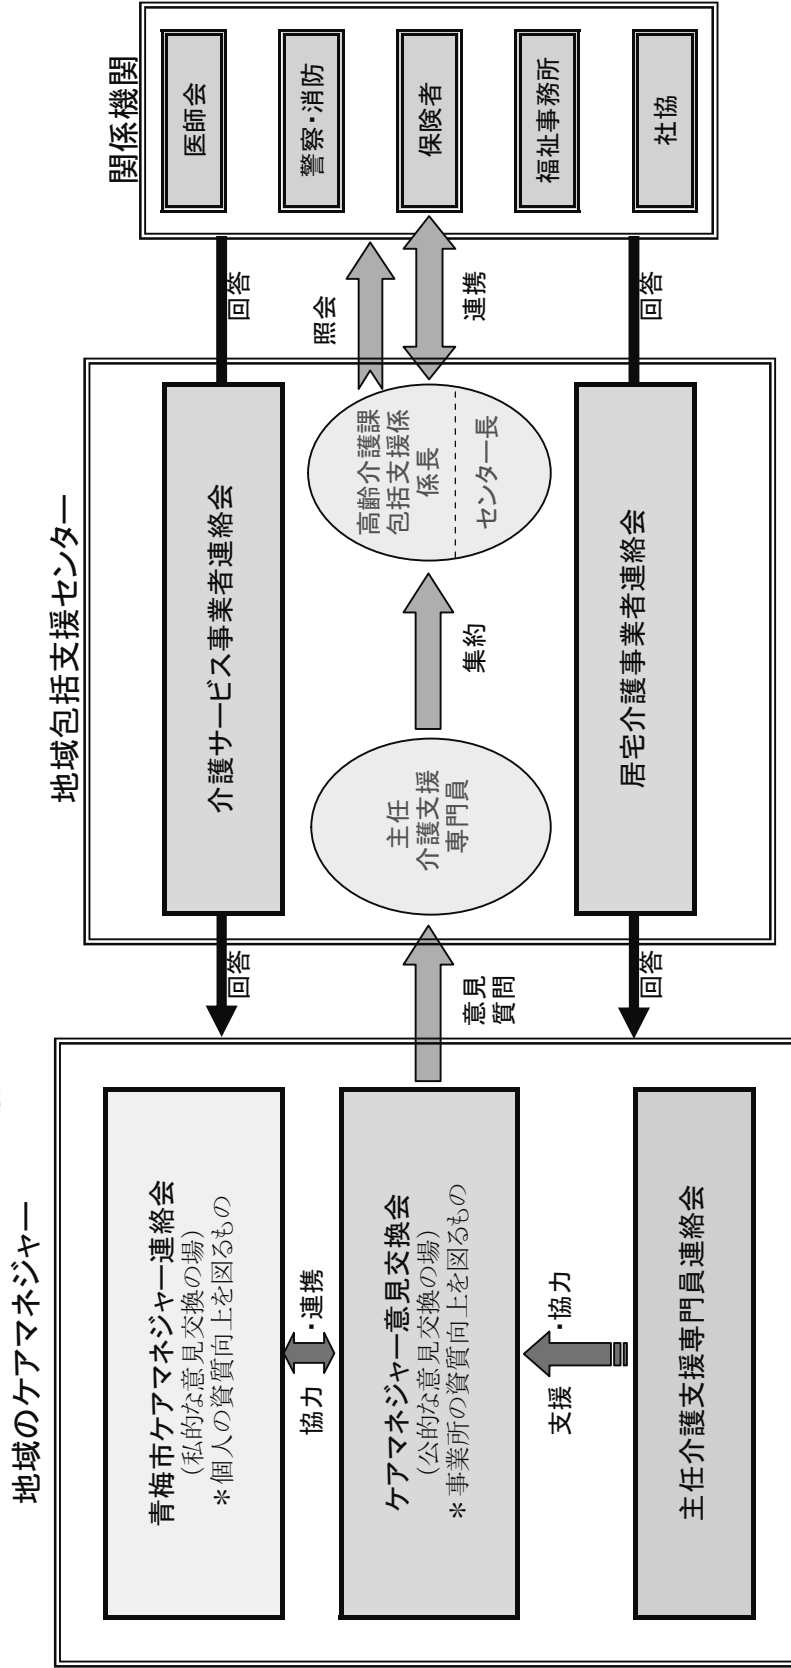 地域のケアマネジャー
青梅市ケアマネジャー連絡会
（私的な意見交換の場）
＊個人の資質向上を図るもの
協力・連携
ケアマネジャー意見交換会
（公的な意見交換の場）
＊事業所の資質向上を図るもの
支援・協力
主任介護支援専門員連絡会
回答
意見
質問
回答
地域包括支援センター
介護サービス事業者連絡会
主任
介護支援
専門員
集約
高齢介護課
包括支援係
係長
センター長
居宅介護事業者連絡会
回答
照会
連携
回答
関係機関
医師会
警察・消防
保険者
福祉事務所
社協